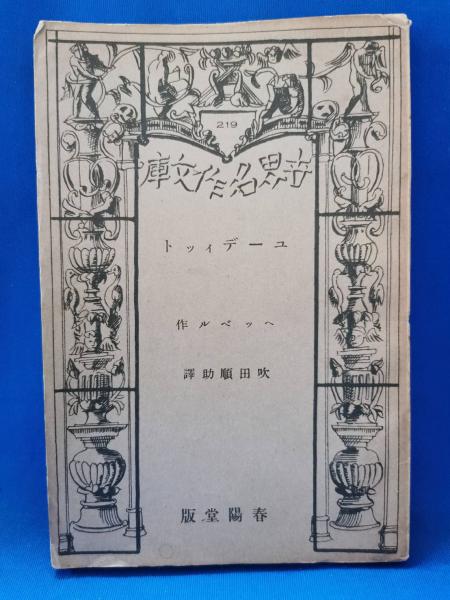 219
庫文作名界世
トッィデーユ
作ルベッヘ
譯助順田吹
版堂陽春